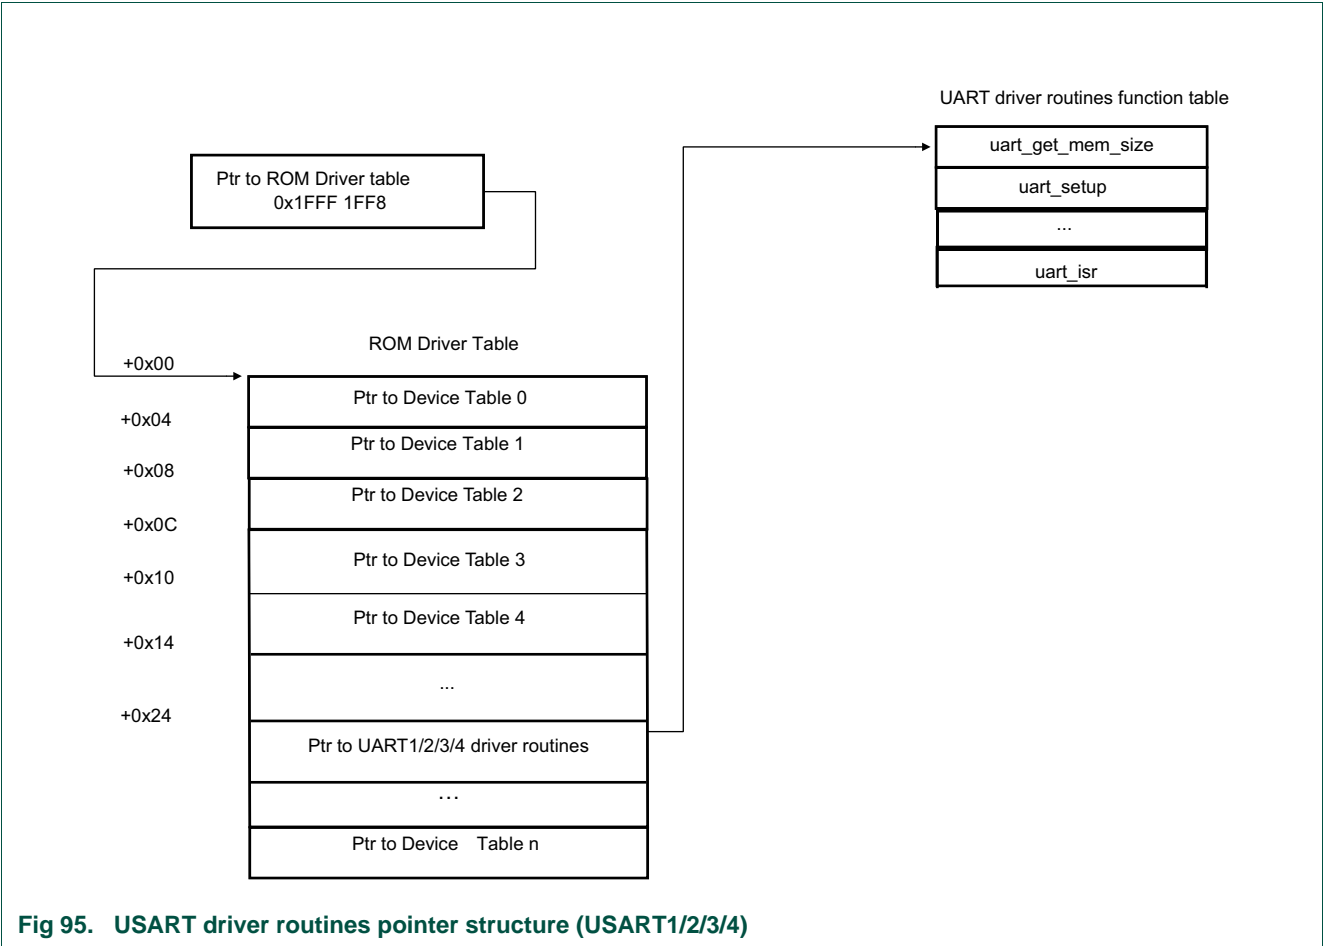 UART driver routines function table
uart_get_mem_size
uart_setup
...
uart_isr
Ptr to ROM Driver table
0x1FFF 1FF8
ROM Driver Table
+0x00
Ptr to Device Table 0
+0x04
Ptr to Device Table 1
+0x08
Ptr to Device Table 2
+0x0C
Ptr to Device Table 3
+0x10
Ptr to Device Table 4
+0x14
...
+0x24
Ptr to UART1/2/3/4 driver routines
...
Ptr to Device Table n
Fig 95. USART driver routines pointer structure (USART1/2/3/4)